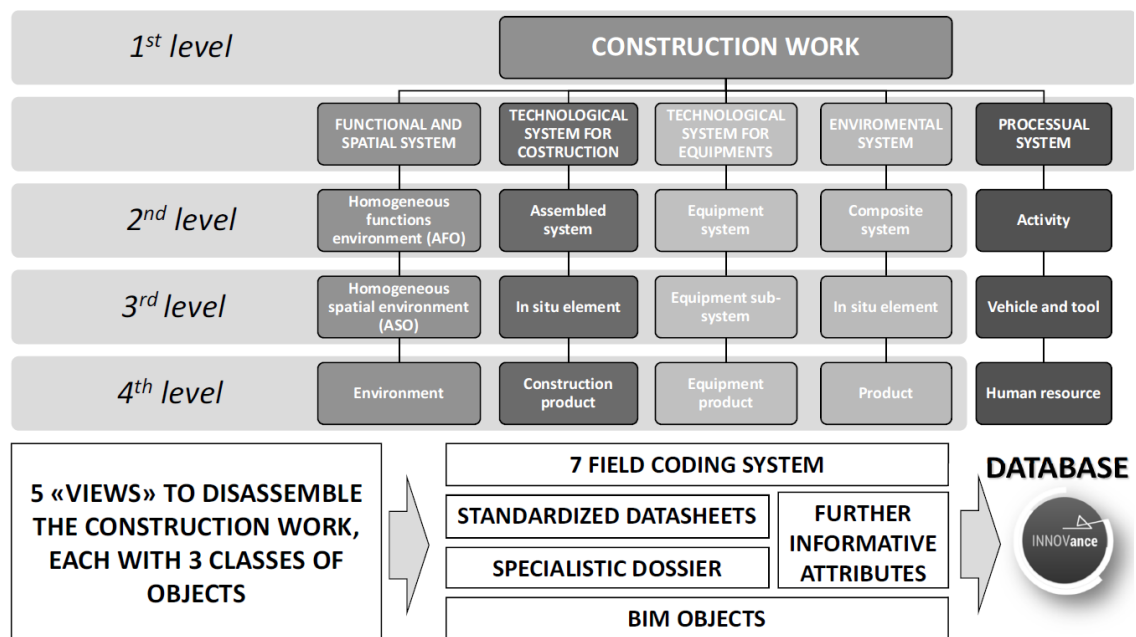 1st level
CONSTRUCTION WORK
FUNCTIONAL AND
SPATIAL SYSTEM
TECHNOLOGICAL
SYSTEM FOR
COSTRUCTION
TECHNOLOGICAL
SYSTEM FOR
EQUIPMENTS
ENVIROMENTAL
SYSTEM
PROCESSUAL
SYSTEM
2nd level
Homogeneous
functions
environment (AFO)
Assembled
system
Equipment
system
Composite
system
Activity
3rd level
Homogeneous
spatial environment
(ASO)
In situ element
Equipment sub-
system
In situ element
Vehicle and tool
4th level
Environment
Construction
product
Equipment
product
Product
Human resource
5 «VIEWS» TO DISASSEMBLE
THE CONSTRUCTION WORK,
EACH WITH 3 CLASSES OF
OBJECTS
7 FIELD CODING SYSTEM
STANDARDIZED DATASHEETS
SPECIALISTIC DOSSIER
FURTHER
INFORMATIVE
ATTRIBUTES
BIM OBJECTS
DATABASE
INNOVance